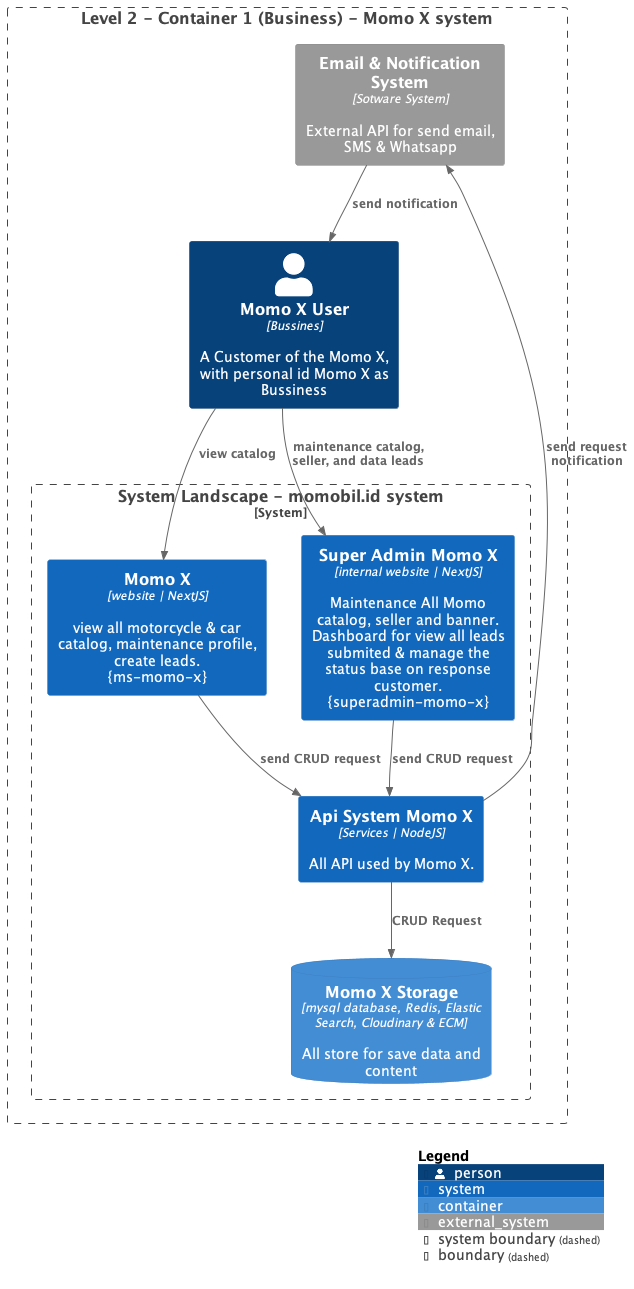 Level 2 - Container 1 (Business) - Momo X system
Email & Notification
System
[Sotware System]
External API for send email,
SMS & Whatsapp
send notification
Momo X User
[Bussines]
A Customer of the Momo X,
with personal id Momo X as
Bussiness
view catalog
maintenance catalog,
seller, and data leads
send request
notification
System Landscape - momobil.id system
[System]
Momo X
[website | NextJS]
view all motorcycle & car
catalog, maintenance profile,
create leads.
{ms-momo-x}
Super Admin Momo X
[internal website | NextJS]
Maintenance All Momo
catalog, seller and banner.
Dashboard for view all leads
submited & manage the
status base on response
customer.
{superadmin-momo-x}
send CRUD request
send CRUD request
Api System Momo X
[Services | NodeJS]
All API used by Momo X.
CRUD Request
Momo X Storage
[mysql database, Redis, Elastic
Search, Cloudinary & ECM]
All store for save data and
content
Legend
person
system
container
external_system
system boundary (dashed)
boundary (dashed)